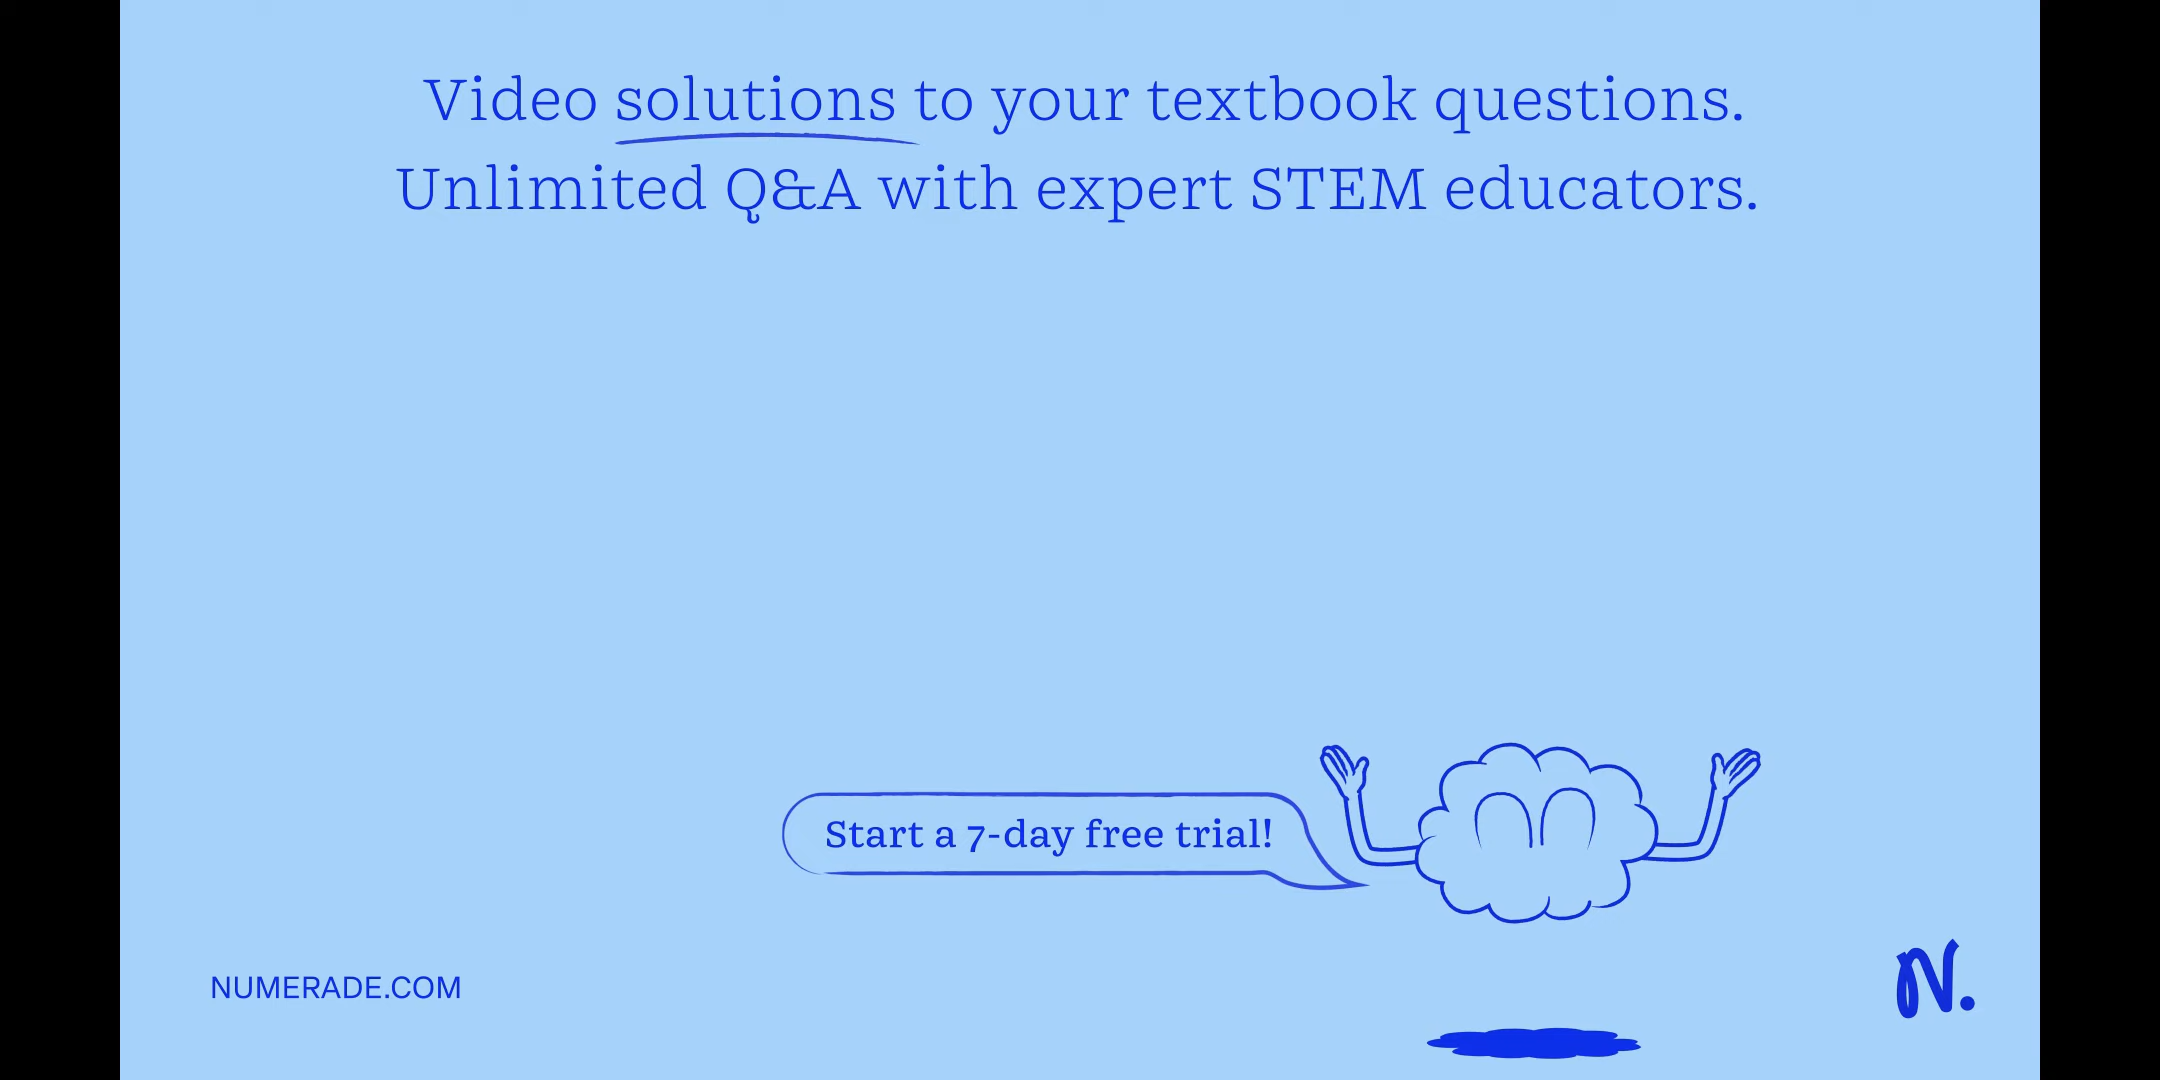 Video solutions to your textbook questions.
Unlimited Q&A with expert STEM educators.
Start a 7-day free trial!
NUMERADE.COM
N.